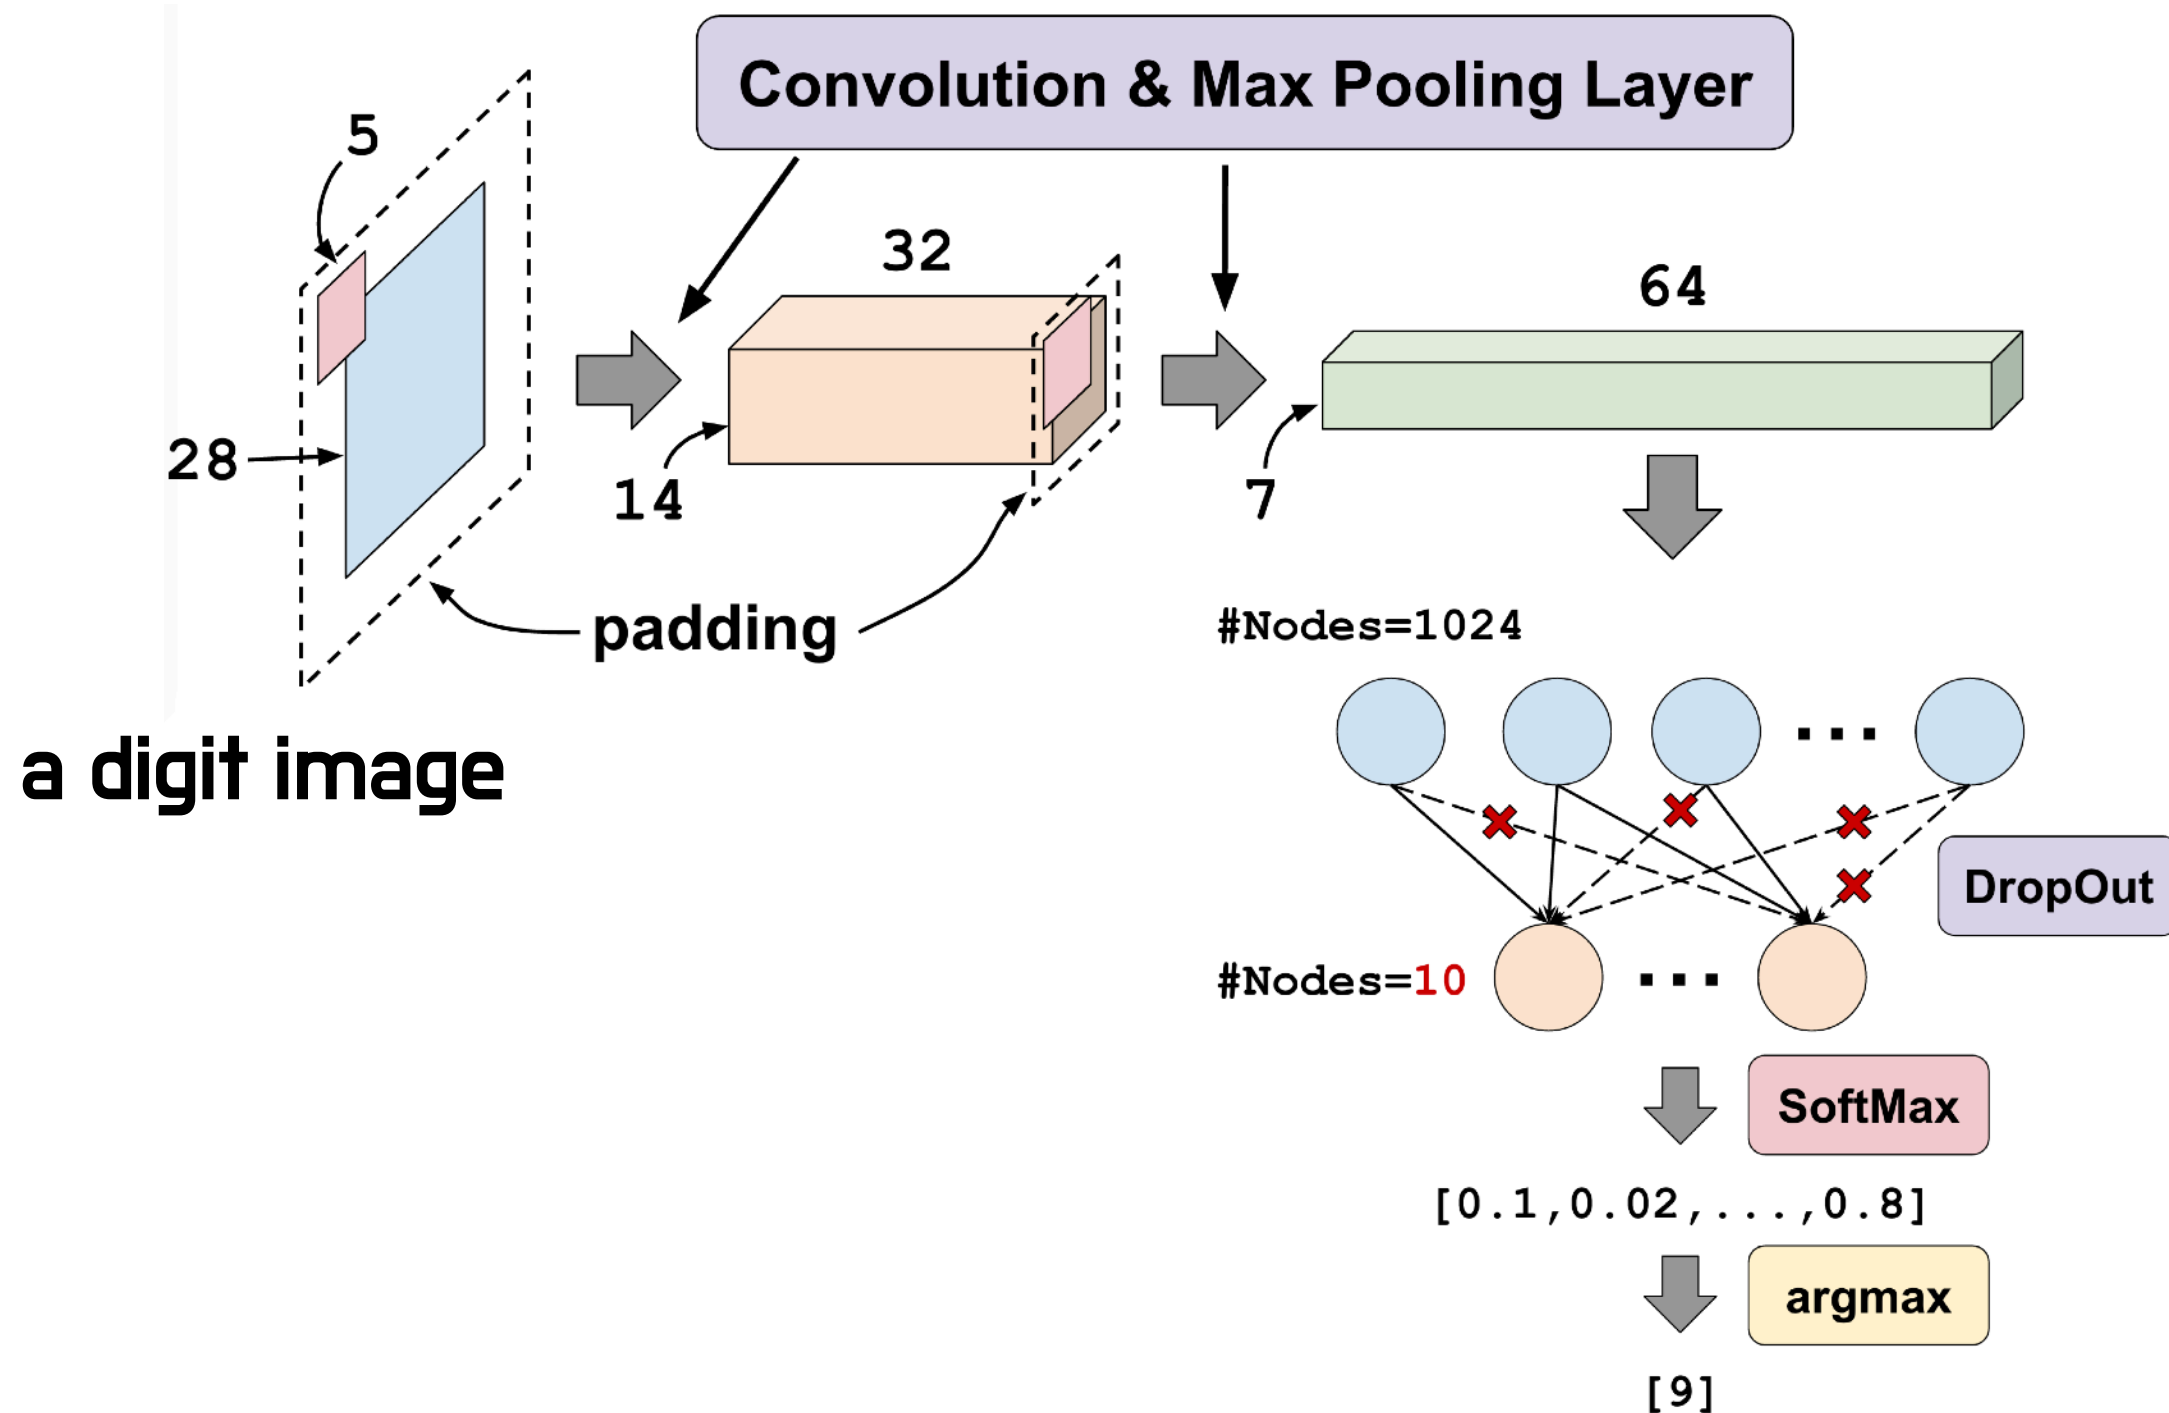 Convolution & Max Pooling Layer
5
32
64
28
14
7
padding
#Nodes=1024
a digit image
...
DropOut
#Nodes=10
...
SoftMax
[0.1,0.02,...,0.8]
argmax
[9]